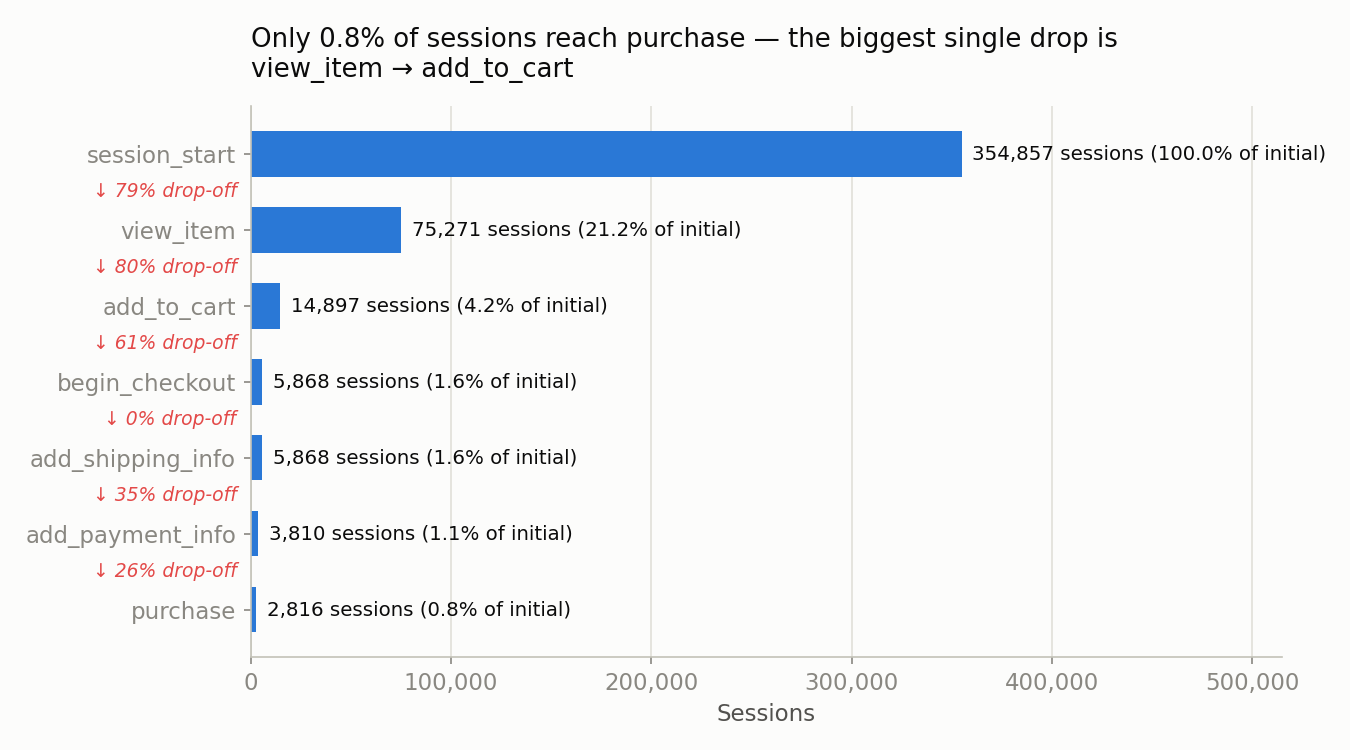 Only 0.8% of sessions reach purchase — the biggest single drop is
view_item → add_to_cart
session_start
354,857 sessions (100.0% of initial)
↓ 79% drop-off
view_item
75,271 sessions (21.2% of initial)
↓ 80% drop-off
add_to_cart
14,897 sessions (4.2% of initial)
↓ 61% drop-off
begin_checkout
5,868 sessions (1.6% of initial)
↓ 0% drop-off
add_shipping_info
5,868 sessions (1.6% of initial)
↓ 35% drop-off
add_payment_info
3,810 sessions (1.1% of initial)
↓ 26% drop-off
purchase
2,816 sessions (0.8% of initial)
0 100,000 200,000 300,000 400,000 500,000
Sessions